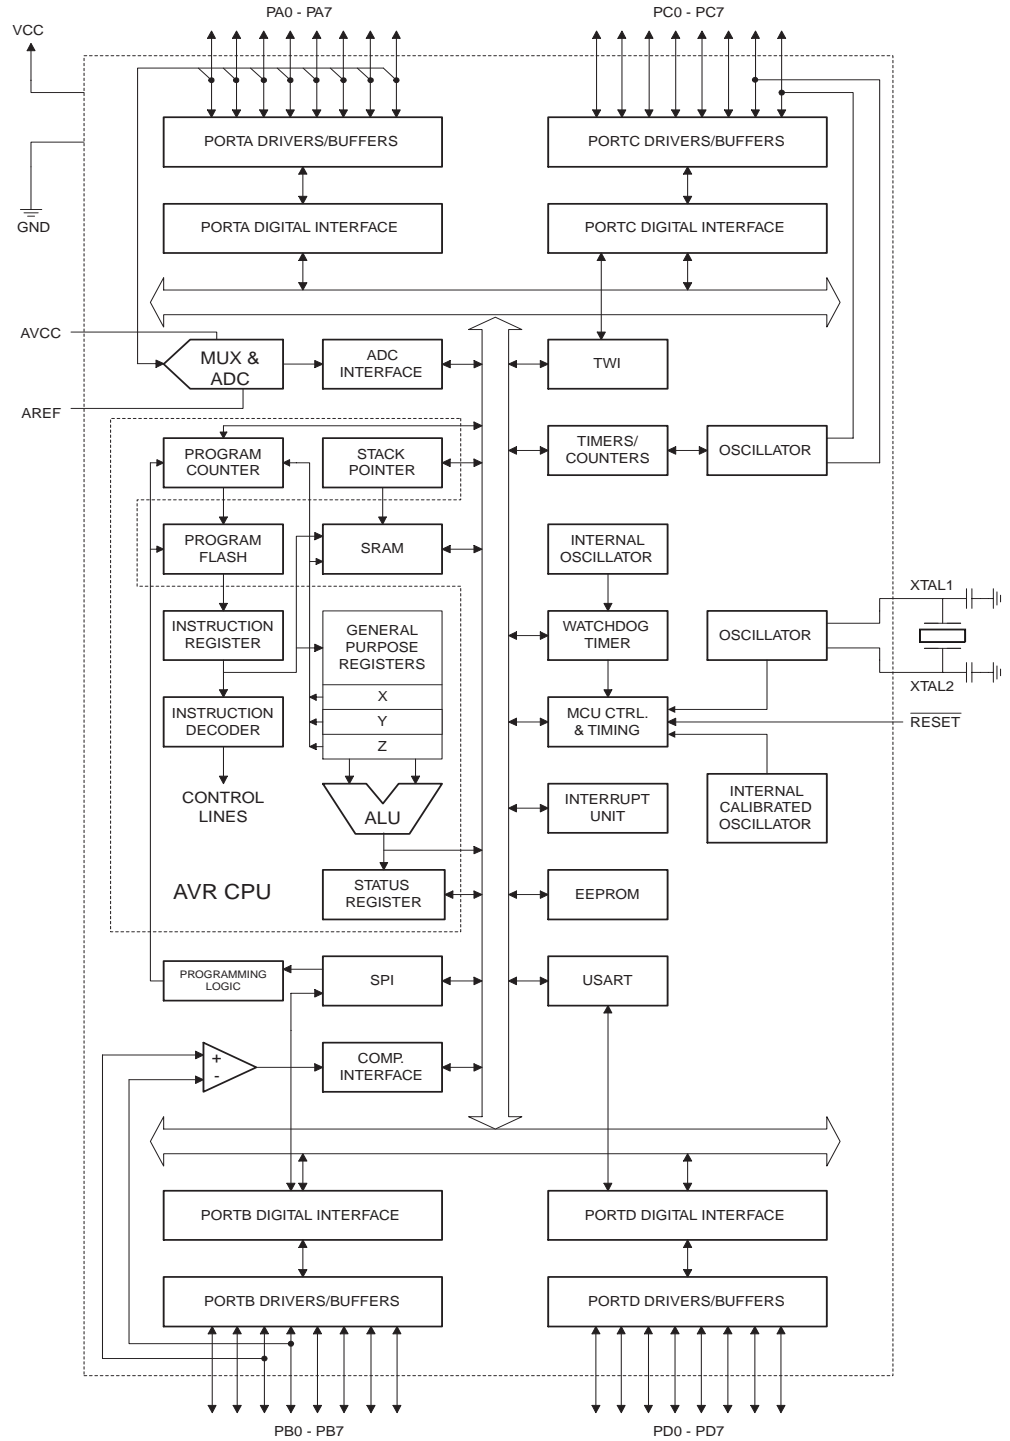 PA0 - PA7
PC0 - PC7
VCC
PORTA DRIVERS/BUFFERS
PORTC DRIVERS/BUFFERS
GND
PORTA DIGITAL INTERFACE
PORTC DIGITAL INTERFACE
AVCC
MUX &
ADC
ADC
INTERFACE
TWI
AREF
PROGRAM
COUNTER
STACK
POINTER
TIMERS/
COUNTERS
OSCILLATOR
PROGRAM
FLASH
SRAM
INTERNAL
OSCILLATOR
XTAL1
INSTRUCTION
REGISTER
GENERAL
PURPOSE
REGISTERS
WATCHDOG
TIMER
OSCILLATOR
X
XTAL2
INSTRUCTION
DECODER
Y
MCU CTRL.
& TIMING
RESET
Z
CONTROL
LINES
ALU
INTERRUPT
UNIT
INTERNAL
CALIBRATED
OSCILLATOR
AVR CPU
STATUS
REGISTER
EEPROM
PROGRAMMING
LOGIC
SPI
USART
+
-
COMP.
INTERFACE
PORTB DIGITAL INTERFACE
PORTD DIGITAL INTERFACE
PORTB DRIVERS/BUFFERS
PORTD DRIVERS/BUFFERS
PB0 - PB7
PD0 - PD7